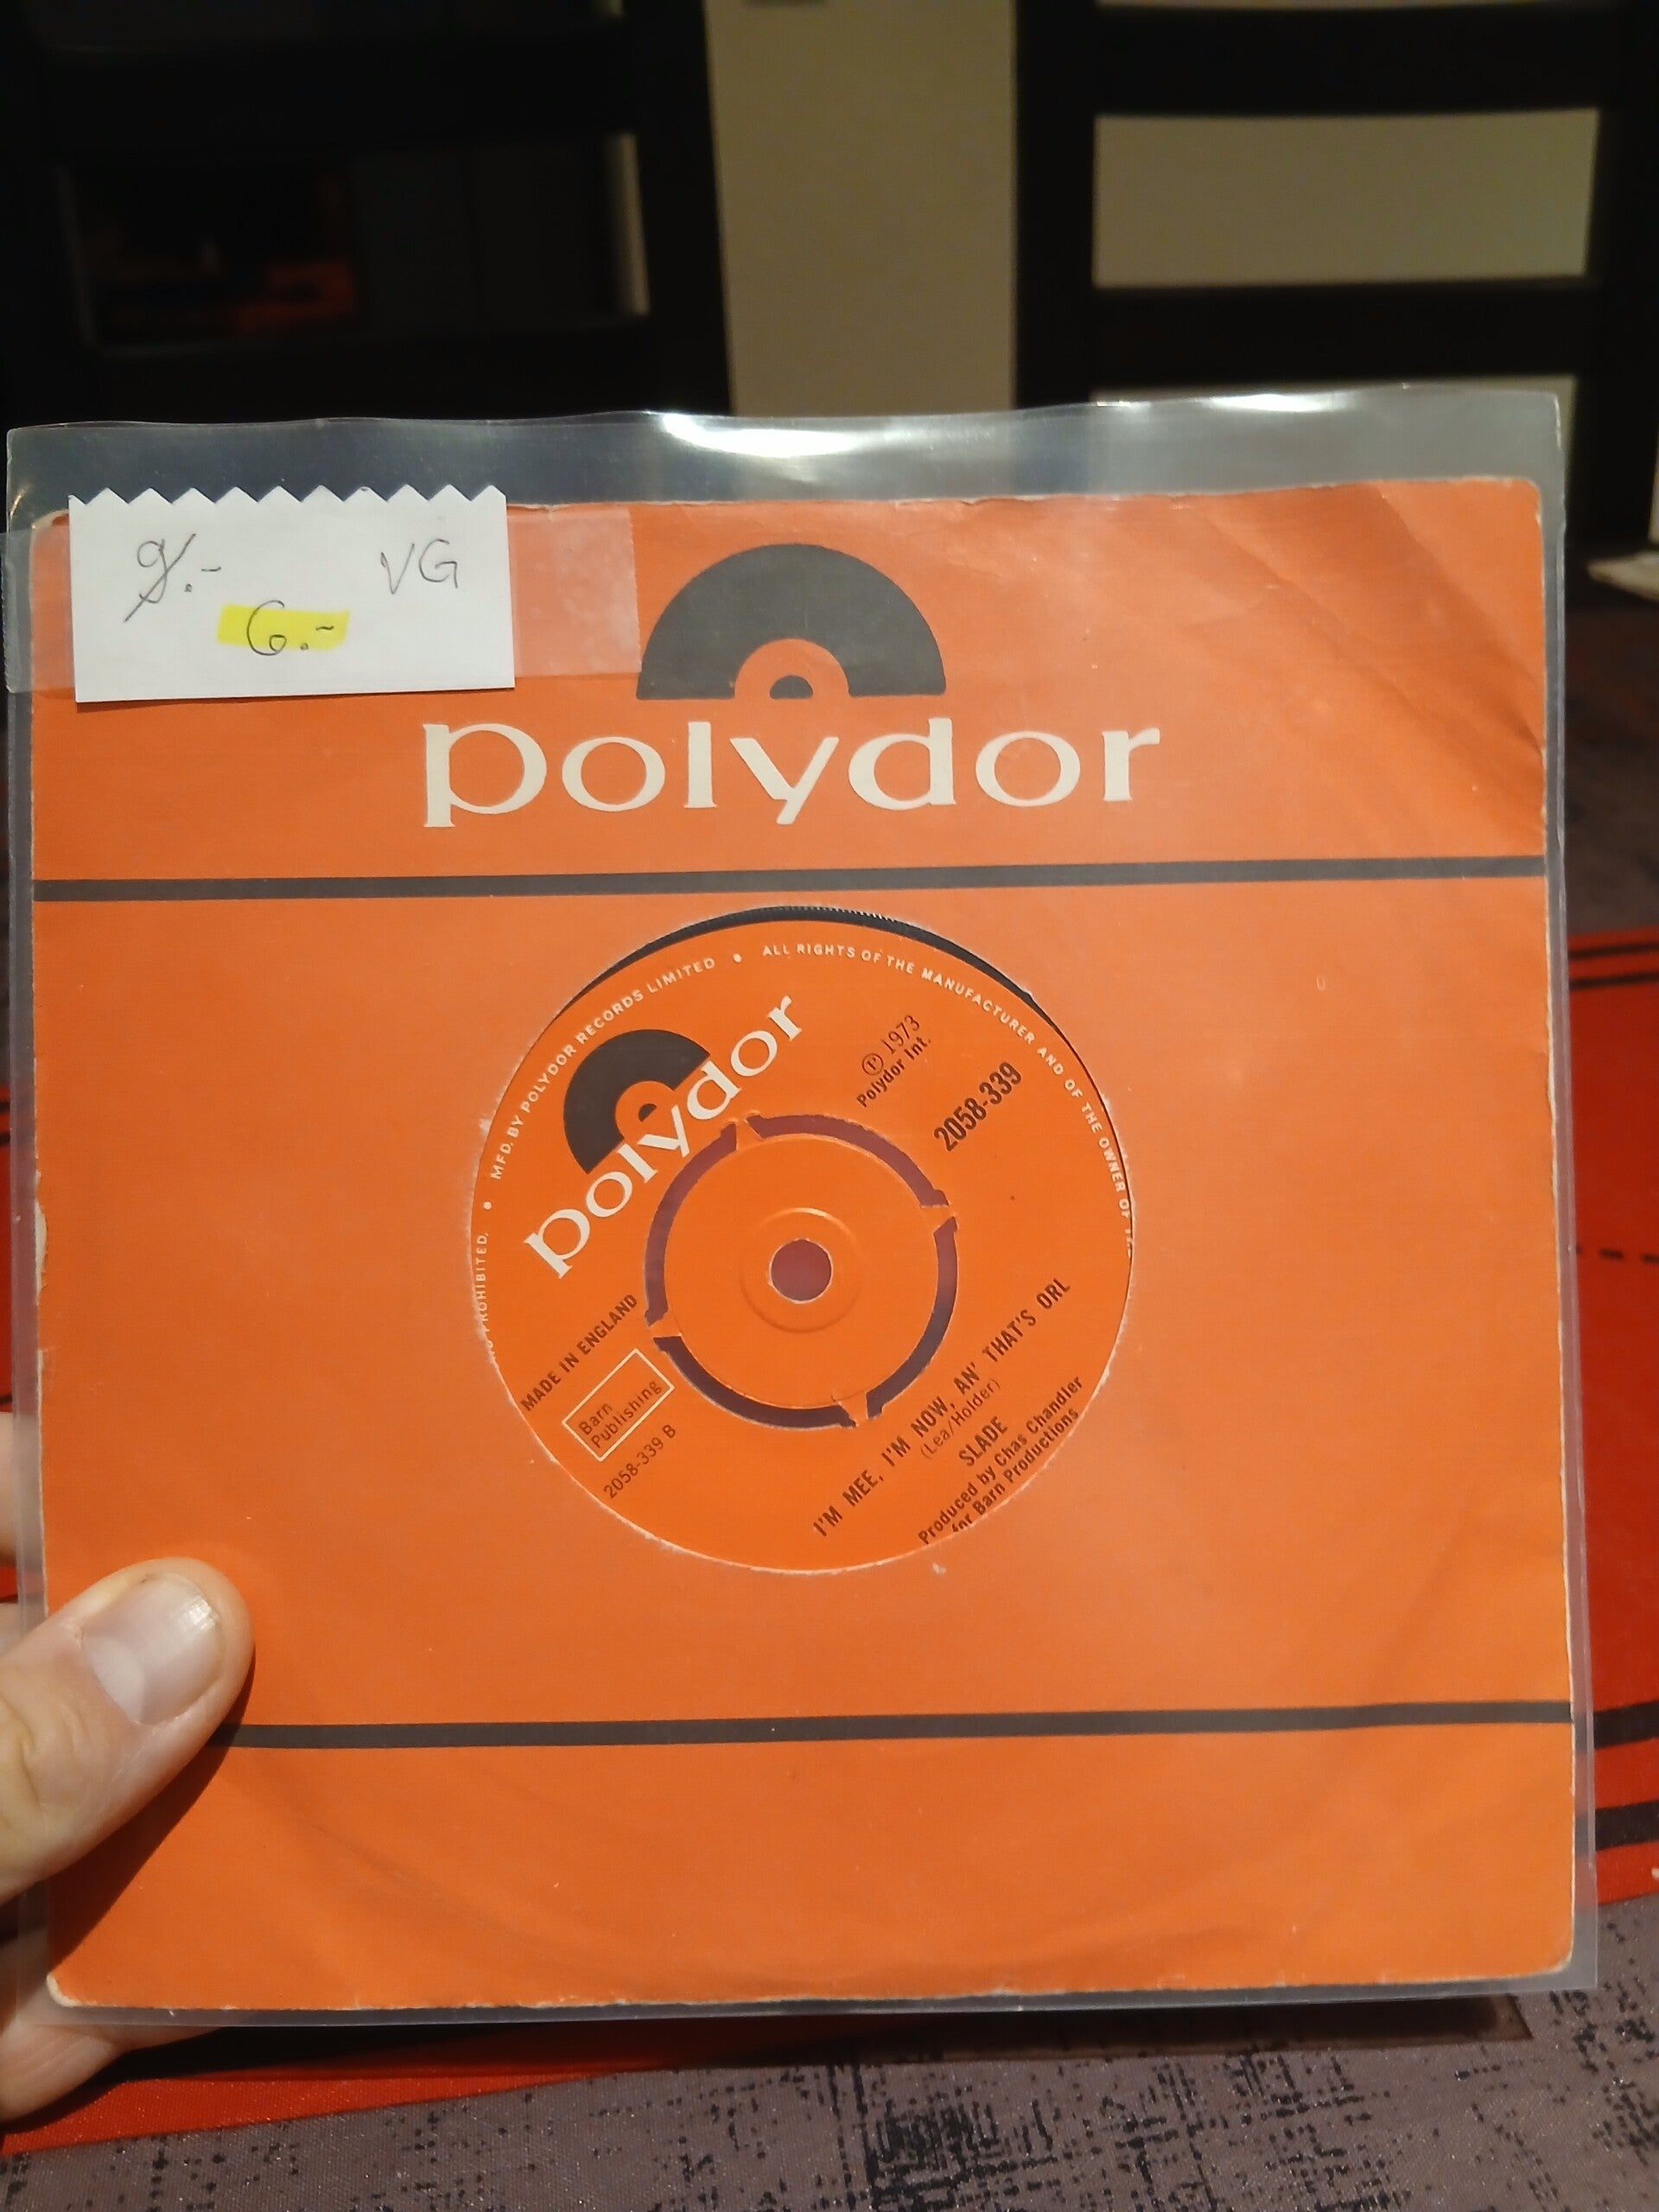 9.- VG
6.-
polydor
MFD. BY POLYDOR RECORDS LIMITED • ALL RIGHTS OF THE MANUFACTURER AND OF THE OWNER OF
PROHIBITED. •
polydor
℗ 1973
Polydor Int.
2058-339
MADE IN ENGLAND
Barn
Publishing
2058-339 B
I'M MEE, I'M NOW, AN' THAT'S ORL
(Lea/Holder)
SLADE
Produced by Chas Chandler
for Barn Productions